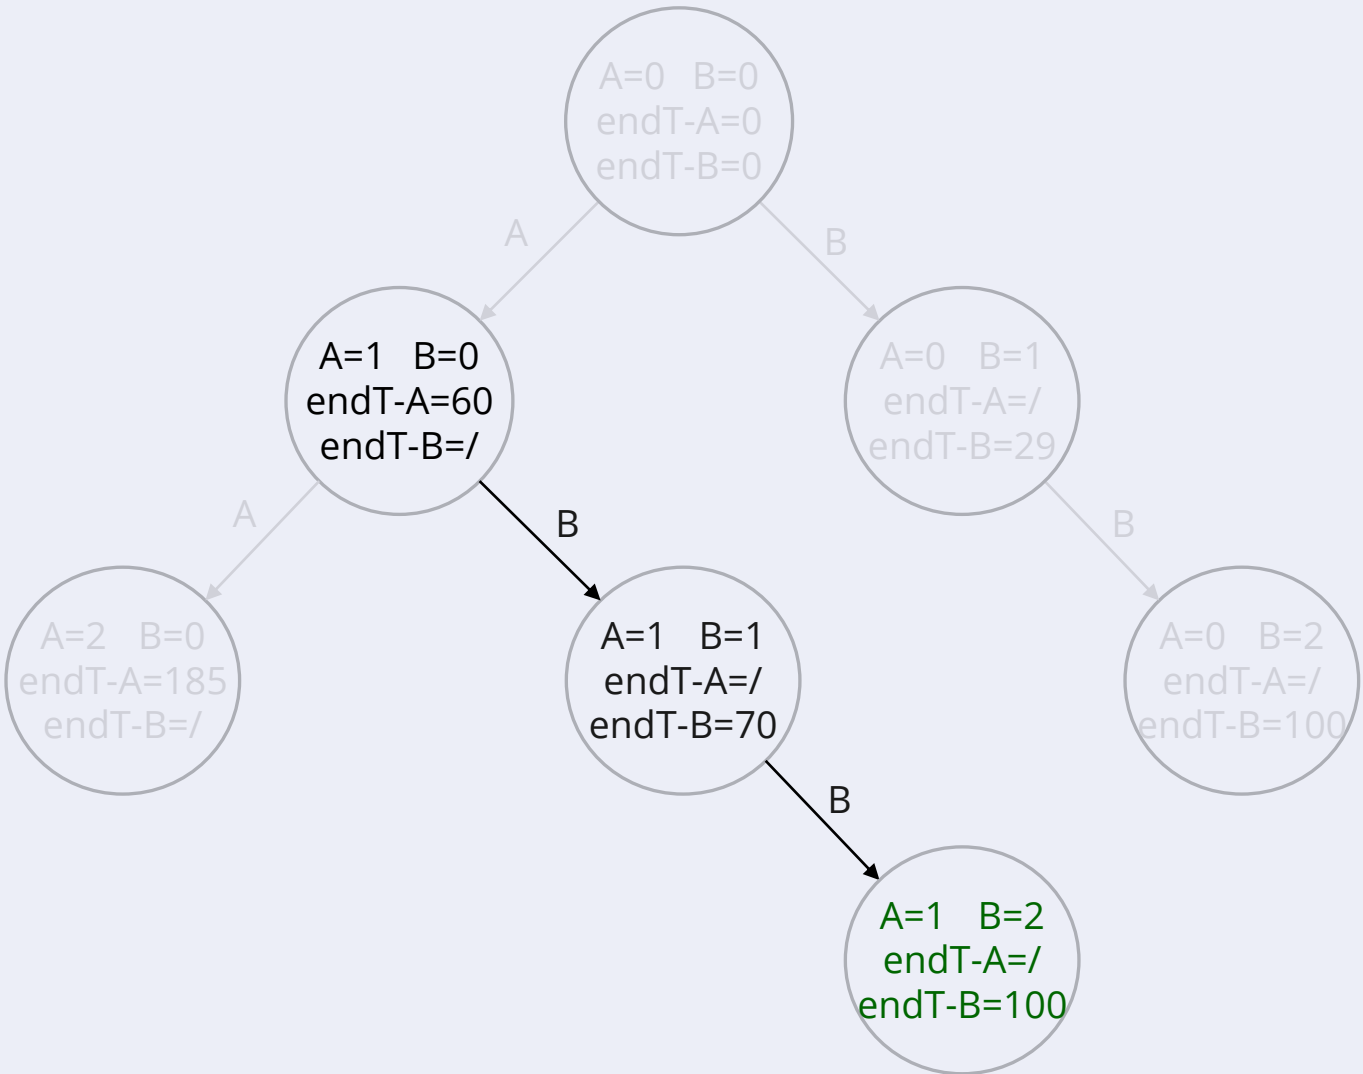 A=0 B=0
endT-A=0
endT-B=0
A
B
A=1 B=0
endT-A=60
endT-B=/
A=0 B=1
endT-A=/
endT-B=29
A
B
B
A=2 B=0
endT-A=185
endT-B=/
A=1 B=1
endT-A=/
endT-B=70
A=0 B=2
endT-A=/
endT-B=100
B
A=1 B=2
endT-A=/
endT-B=100